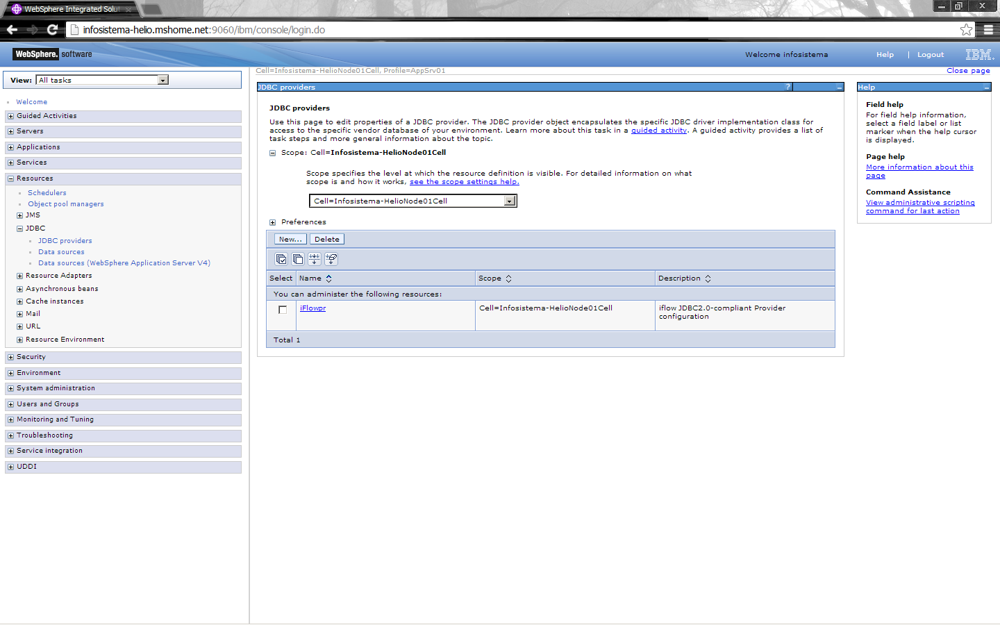 WebSphere Integrated Solut
infosistema-helio.mshome.net:9060/ibm/console/login.do
WebSphere. software
Welcome infosistema
Help | Logout
IBM.
View: All tasks
Welcome
Guided Activities
Servers
Applications
Services
Resources
Schedulers
Object pool managers
JMS
JDBC
JDBC providers
Data sources
Data sources (WebSphere Application Server V4)
Resource Adapters
Asynchronous beans
Cache instances
Mail
URL
Resource Environment
Security
Environment
System administration
Users and Groups
Monitoring and Tuning
Troubleshooting
Service integration
UDDI
Cell=Infosistema-HelioNode01Cell, Profile=AppSrv01
Close page
JDBC providers
?
JDBC providers
Use this page to edit properties of a JDBC provider. The JDBC provider object encapsulates the specific JDBC driver implementation class for
access to the specific vendor database of your environment. Learn more about this task in a guided activity. A guided activity provides a list of
task steps and more general information about the topic.
Scope: Cell=Infosistema-HelioNode01Cell
Scope specifies the level at which the resource definition is visible. For detailed information on what
scope is and how it works, see the scope settings help.
Cell=Infosistema-HelioNode01Cell
Preferences
New... Delete
Select Name Scope Description
You can administer the following resources:
iFlowpr Cell=Infosistema-HelioNode01Cell iflow JDBC2.0-compliant Provider
configuration
Total 1
Help
Field help
For field help information,
select a field label or list
marker when the help cursor
is displayed.
Page help
More information about this
page
Command Assistance
View administrative scripting
command for last action